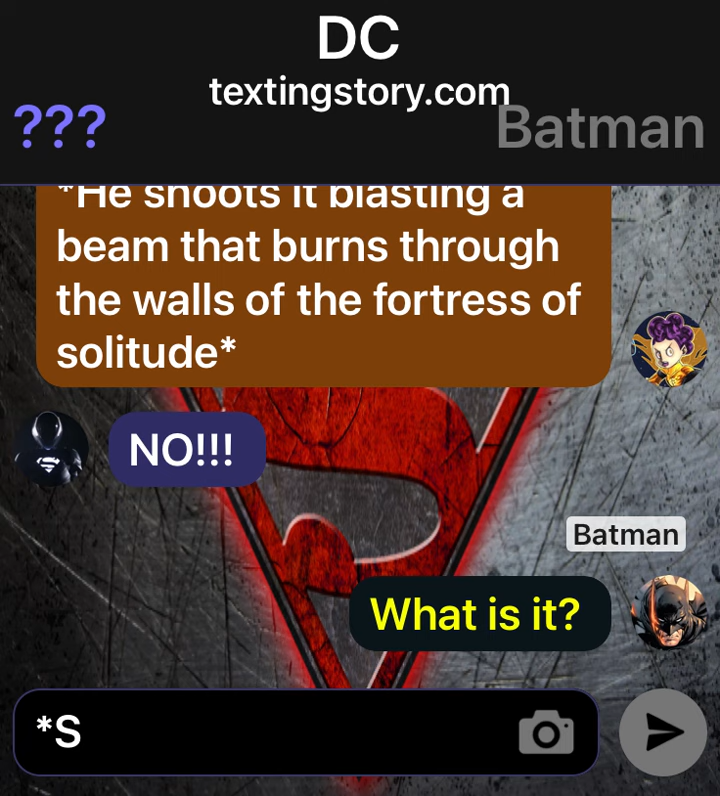 DC
textingstory.com
???
Batman
*He shoots it blasting a
beam that burns through
the walls of the fortress of
solitude*
NO!!!
Batman
What is it?
*S